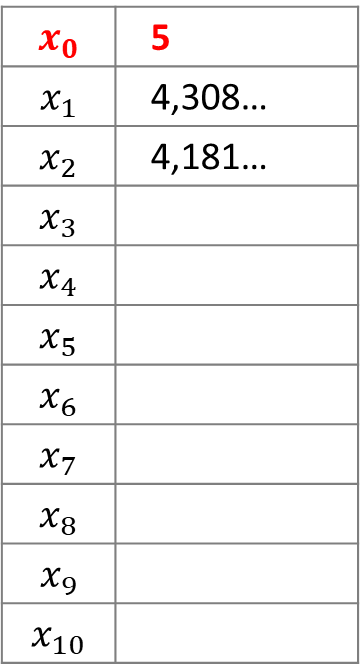 x₀ 5
x₁ 4,308...
x₂ 4,181...
x₃
x₄
x₅
x₆
x₇
x₈
x₉
x₁₀